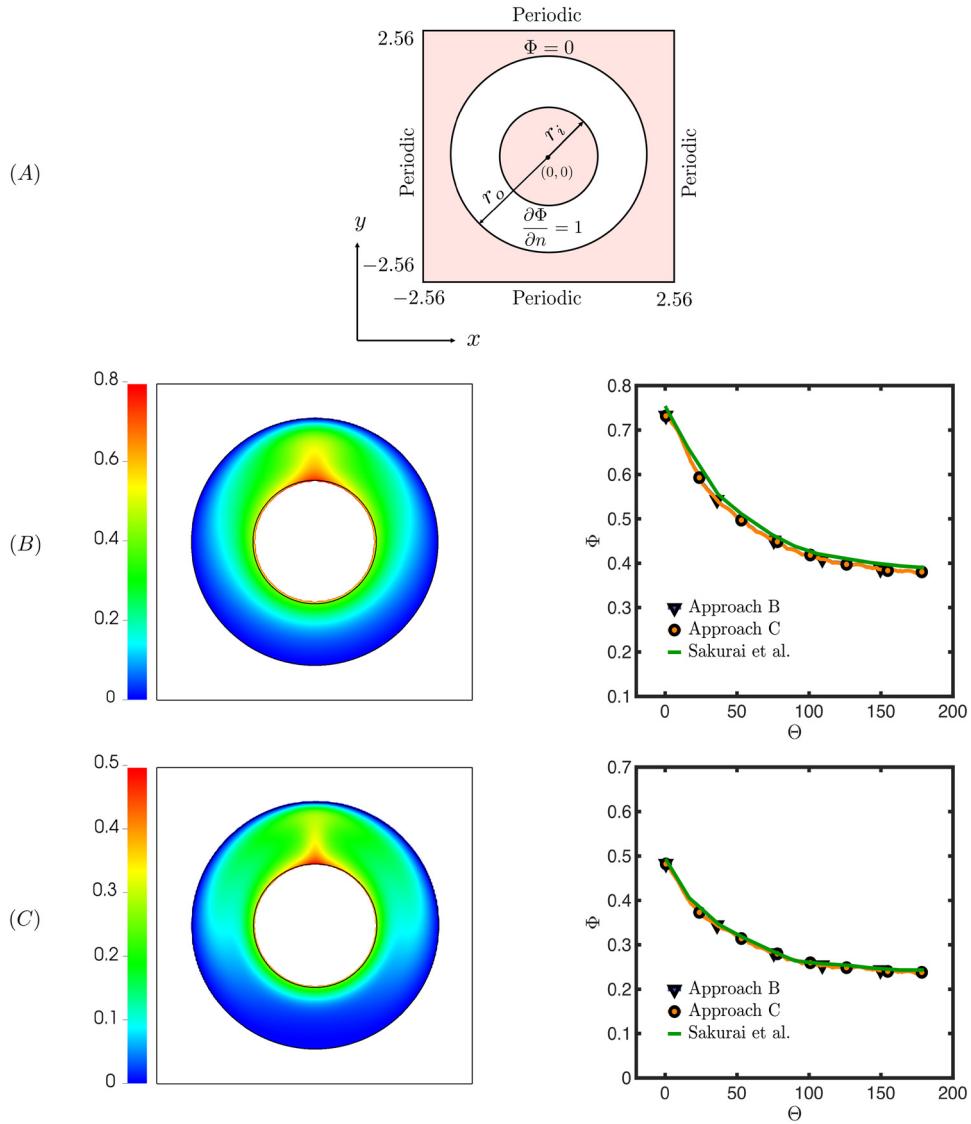 (A)
Periodic
2.56
Φ = 0
Periodic
Periodic
r_i
(0, 0)
r_o
∂Φ/∂n = 1
y
−2.56
−2.56
Periodic
2.56
x
(B)
0.8
0.6
0.4
0.2
0
0.8
0.7
0.6
0.5
0.4
0.3
0.2
0.1
Φ
Approach B
Approach C
Sakurai et al.
0 50 100 150 200
Θ
(C)
0.5
0.4
0.3
0.2
0.1
0
0.7
0.6
0.5
0.4
0.3
0.2
0.1
0
Φ
Approach B
Approach C
Sakurai et al.
0 50 100 150 200
Θ